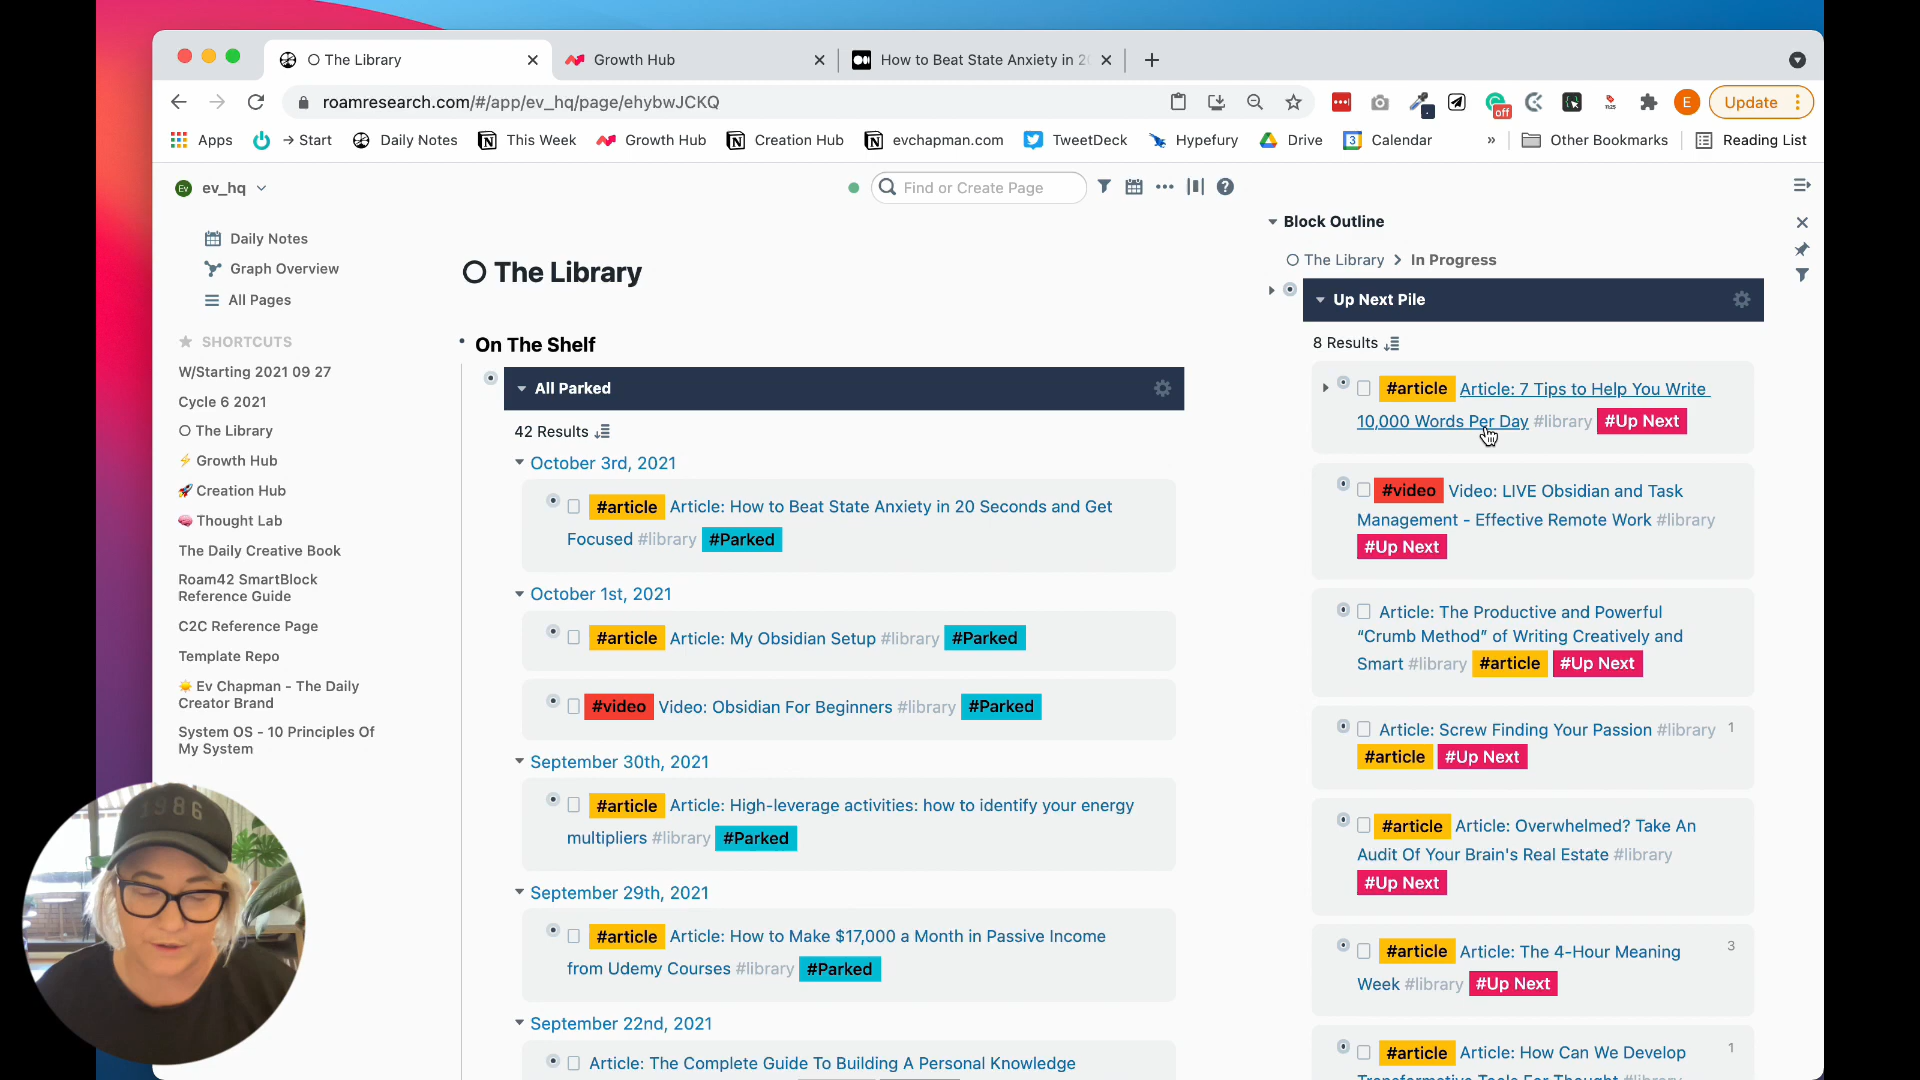 The Library
Growth Hub
How to Beat State Anxiety in 20
roamresearch.com/#/app/ev_hq/page/ehybwJCKQ
off
E
Update
Apps
→ Start
Daily Notes
This Week
Growth Hub
Creation Hub
evchapman.com
TweetDeck
Hypefury
Drive
Calendar
»
Other Bookmarks
Reading List
Ev
ev_hq
Find or Create Page
Daily Notes
Graph Overview
All Pages
SHORTCUTS
W/Starting 2021 09 27
Cycle 6 2021
The Library
Growth Hub
Creation Hub
Thought Lab
The Daily Creative Book
Roam42 SmartBlock
Reference Guide
C2C Reference Page
Template Repo
Ev Chapman - The Daily
Creator Brand
System OS - 10 Principles Of
My System
1986
The Library
On The Shelf
All Parked
42 Results
October 3rd, 2021
#article Article: How to Beat State Anxiety in 20 Seconds and Get
Focused #library #Parked
October 1st, 2021
#article Article: My Obsidian Setup #library #Parked
#video Video: Obsidian For Beginners #library #Parked
September 30th, 2021
#article Article: High-leverage activities: how to identify your energy
multipliers #library #Parked
September 29th, 2021
#article Article: How to Make $17,000 a Month in Passive Income
from Udemy Courses #library #Parked
September 22nd, 2021
Article: The Complete Guide To Building A Personal Knowledge
Block Outline
The Library > In Progress
Up Next Pile
8 Results
#article Article: 7 Tips to Help You Write
10,000 Words Per Day #library #Up Next
#video Video: LIVE Obsidian and Task
Management - Effective Remote Work #library
#Up Next
Article: The Productive and Powerful
“Crumb Method” of Writing Creatively and
Smart #library #article #Up Next
Article: Screw Finding Your Passion #library 1
#article #Up Next
#article Article: Overwhelmed? Take An
Audit Of Your Brain's Real Estate #library
#Up Next
#article Article: The 4-Hour Meaning 3
Week #library #Up Next
#article Article: How Can We Develop 1
Transformative Tools For Thought #library